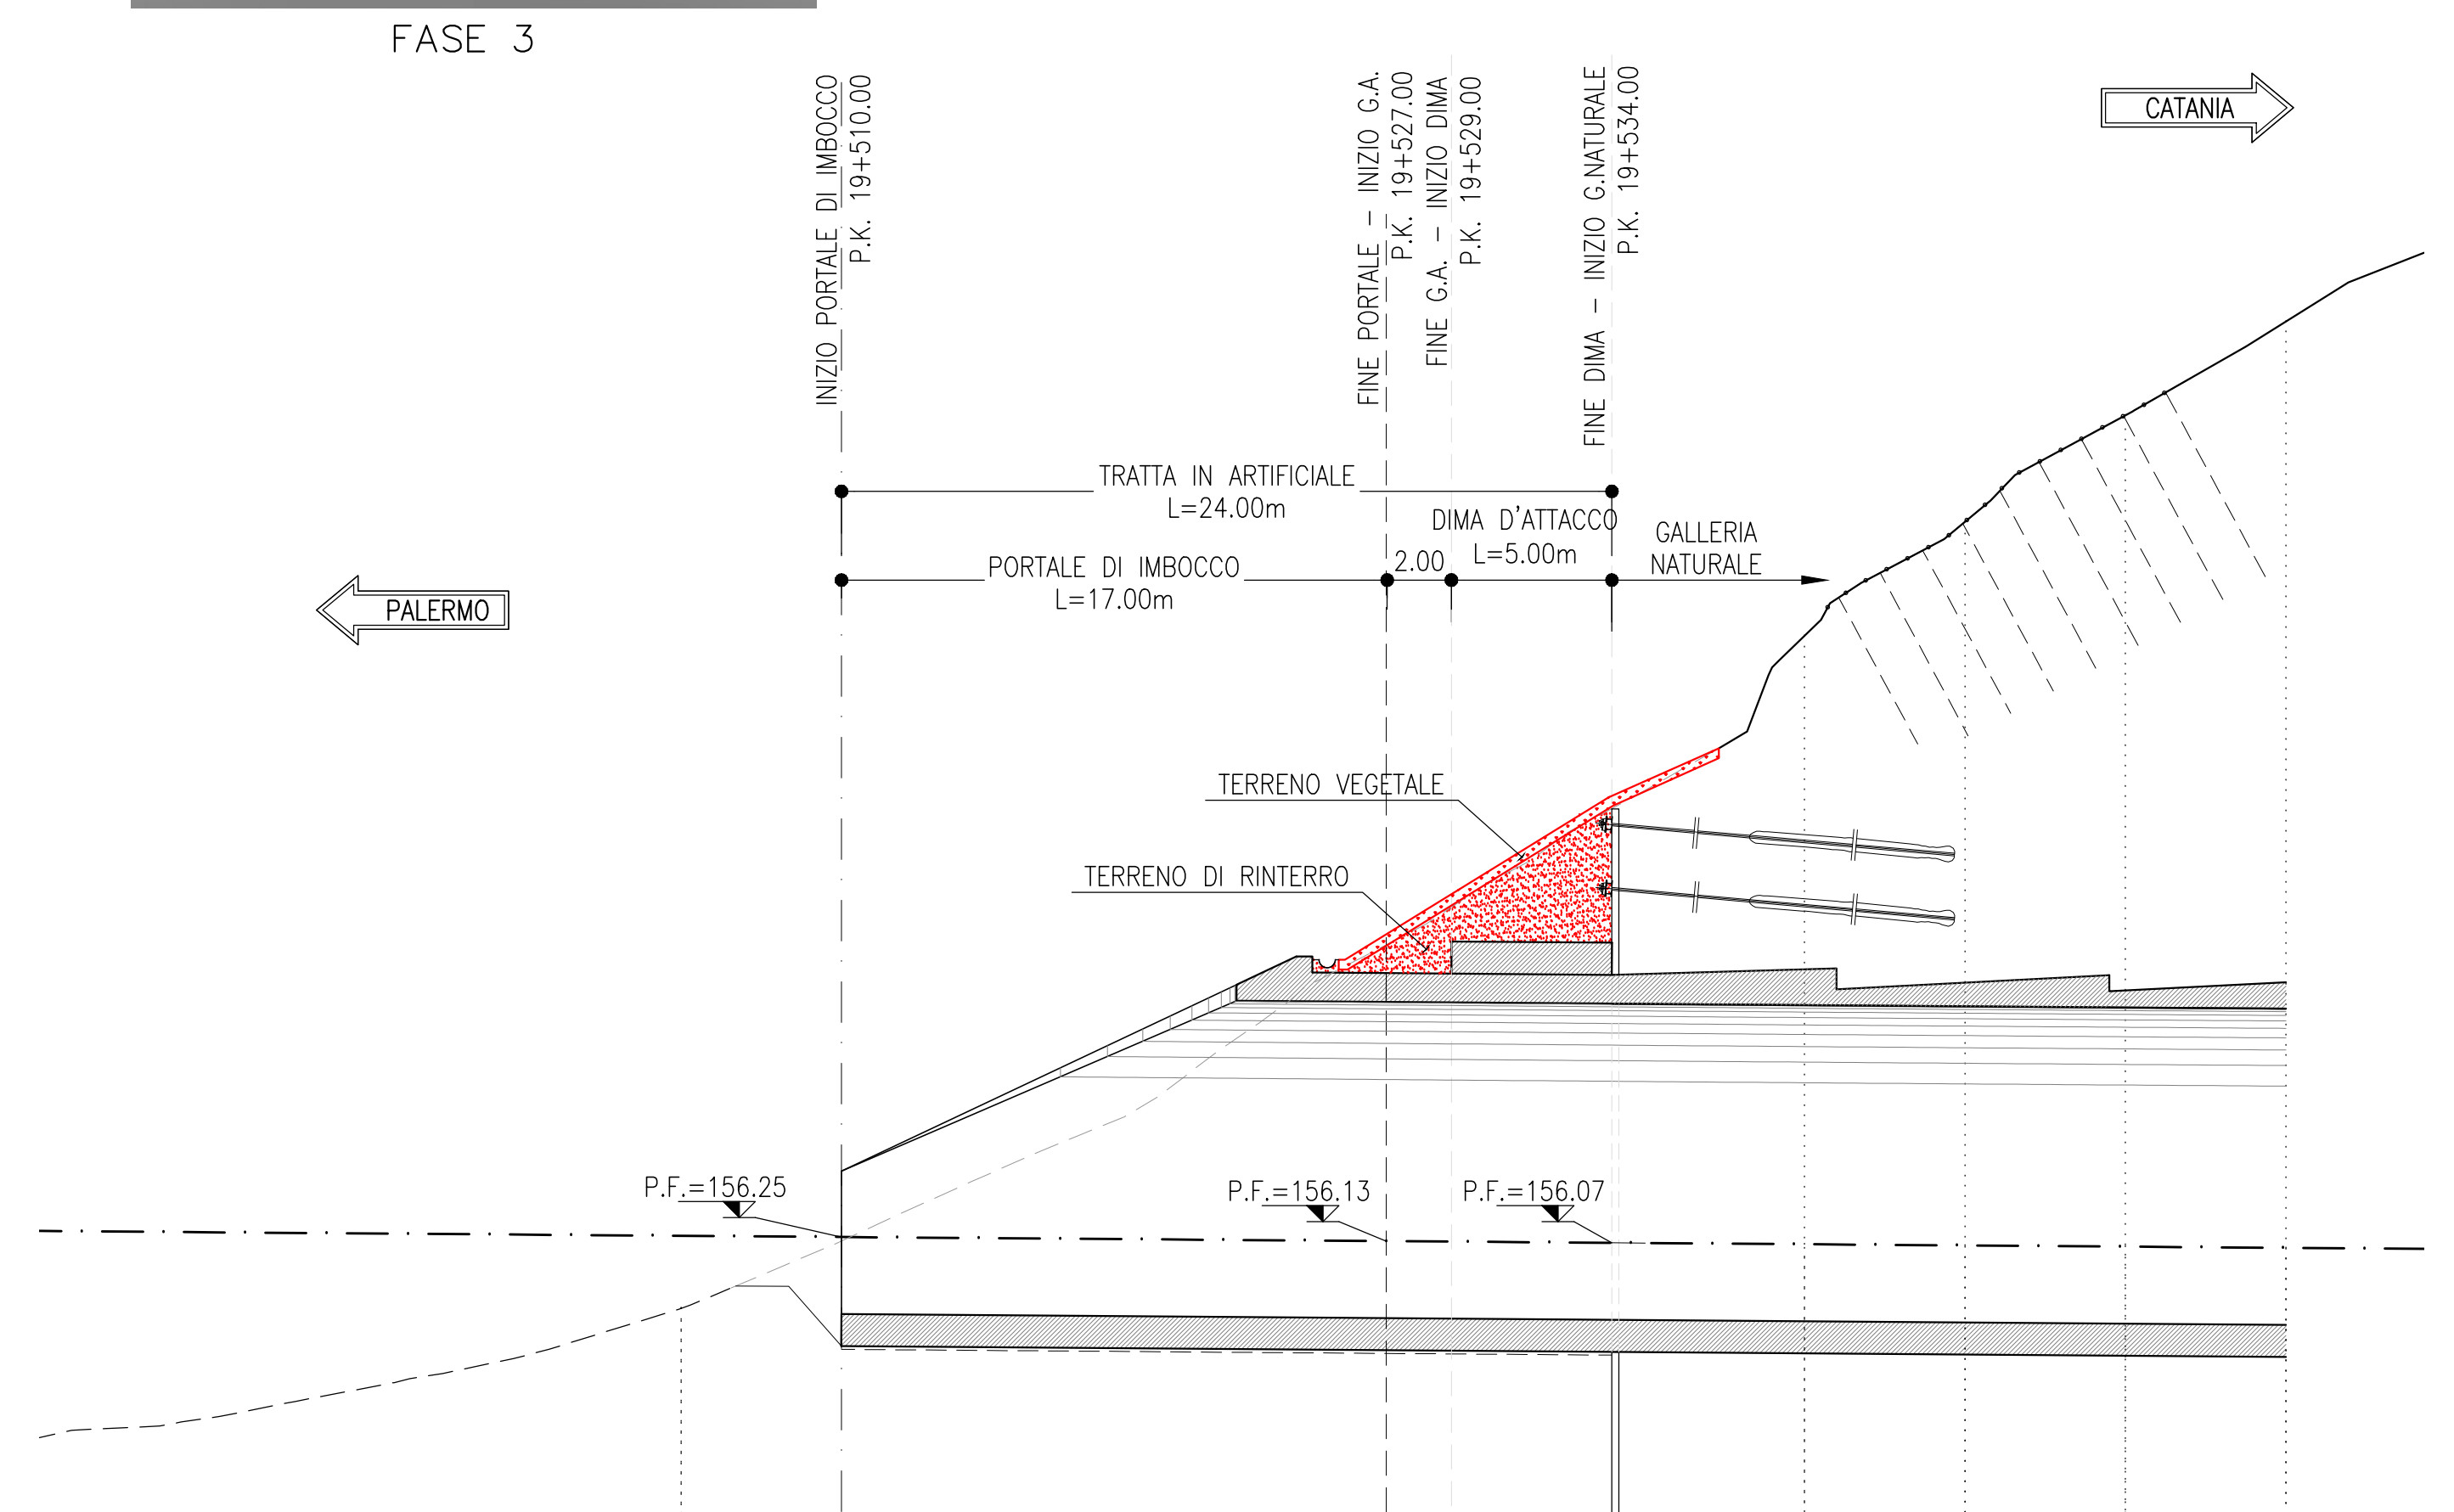 FASE 3
INIZIO PORTALE DI IMBOCCO
P.K. 19+510.00
FINE PORTALE - INIZIO G.A.
P.K. 19+527.00
FINE G.A. - INIZIO DIMA
P.K. 19+529.00
FINE DIMA - INIZIO G.NATURALE
P.K. 19+534.00
CATANIA
TRATTA IN ARTIFICIALE
L=24.00m
DIMA D'ATTACCO
L=5.00m
GALLERIA
NATURALE
PORTALE DI IMBOCCO
L=17.00m
2.00
PALERMO
TERRENO VEGETALE
TERRENO DI RINTERRO
P.F.=156.25
P.F.=156.13
P.F.=156.07